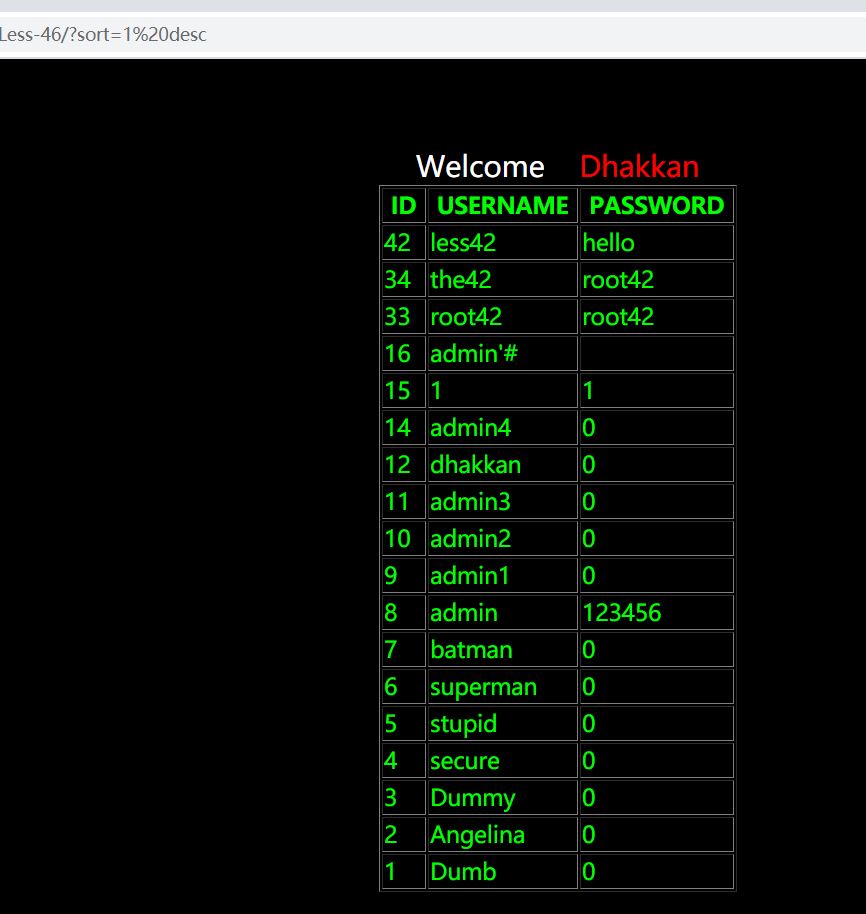 Less-46/?sort=1%20desc
Welcome Dhakkan
ID USERNAME PASSWORD
42 less42 hello
34 the42 root42
33 root42 root42
16 admin'#
15 1 1
14 admin4 0
12 dhakkan 0
11 admin3 0
10 admin2 0
9 admin1 0
8 admin 123456
7 batman 0
6 superman 0
5 stupid 0
4 secure 0
3 Dummy 0
2 Angelina 0
1 Dumb 0